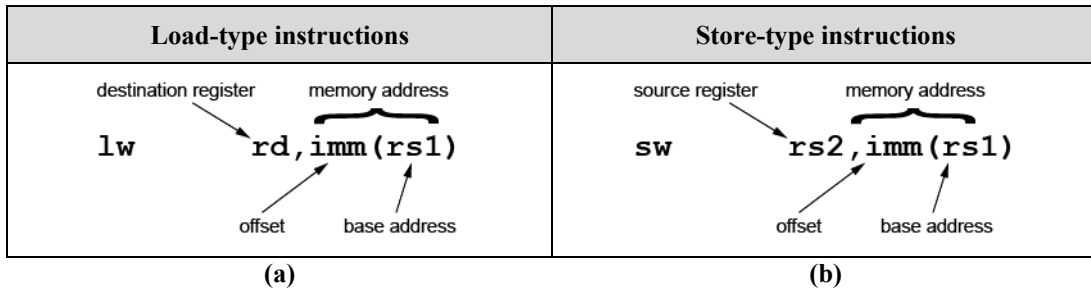 Load-type instructions
Store-type instructions
destination register
memory address
lw rd,imm(rs1)
offset
base address
source register
memory address
sw rs2,imm(rs1)
offset
base address
(a)
(b)